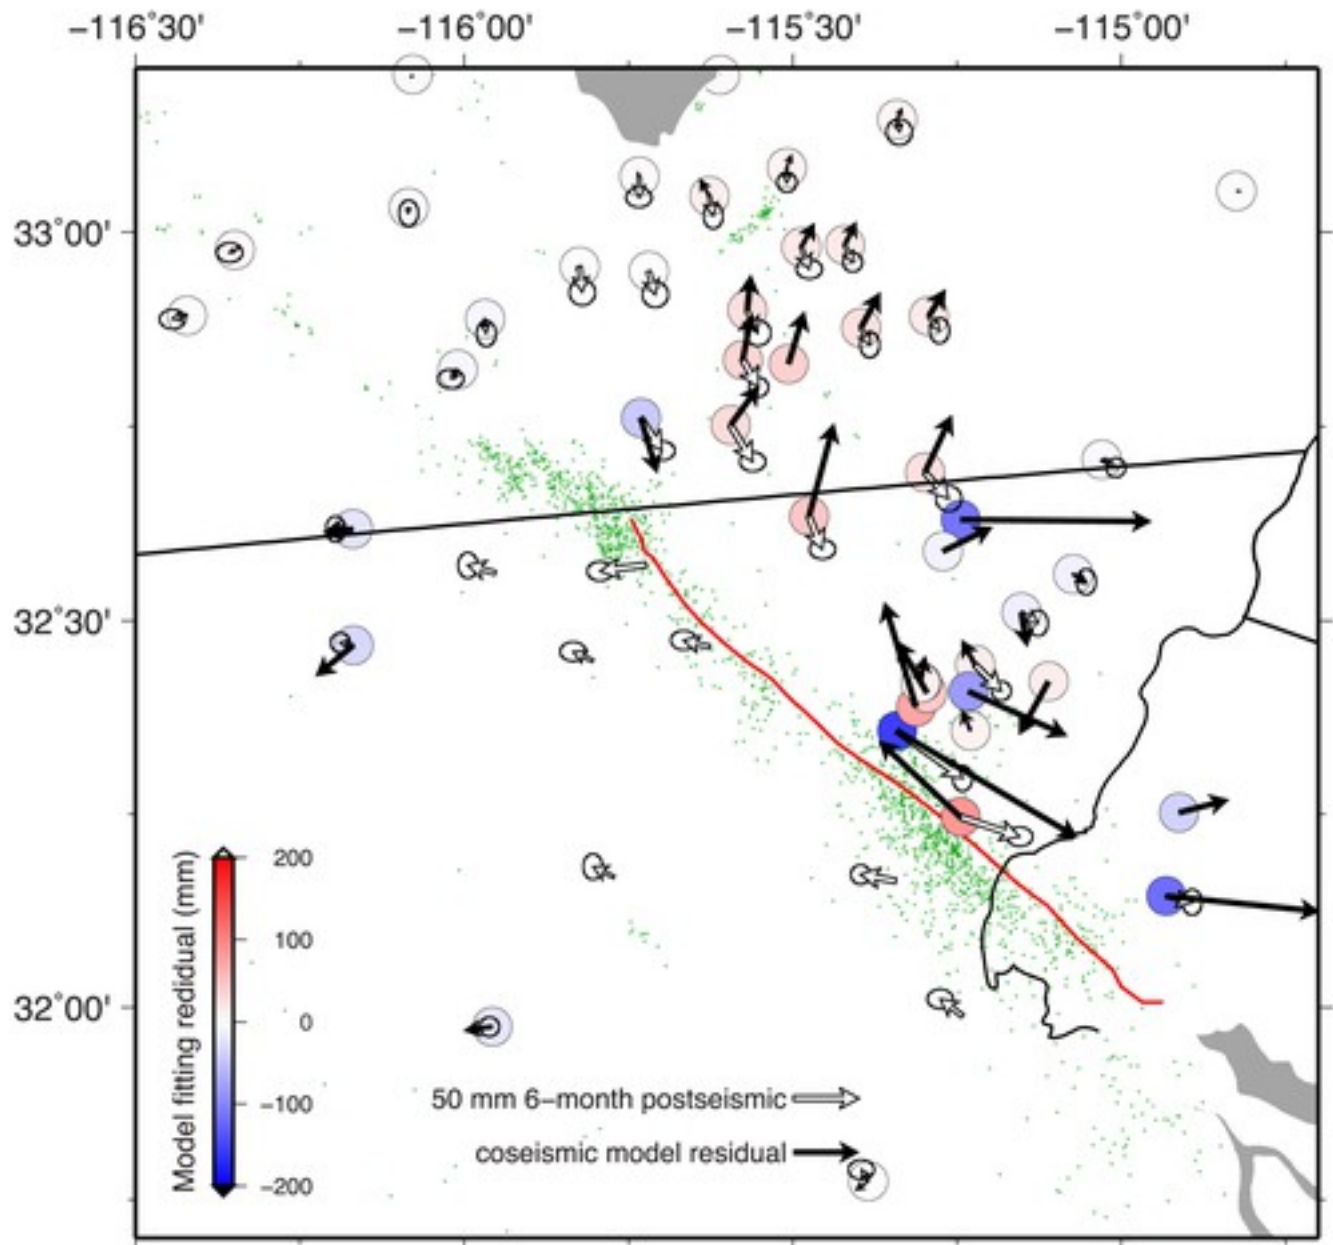 −116˚30' −116˚00' −115˚30' −115˚00'
33˚00'
32˚30'
32˚00'
Model fitting redidual (mm)
200
100
0
−100
−200
50 mm 6−month postseismic
coseismic model residual